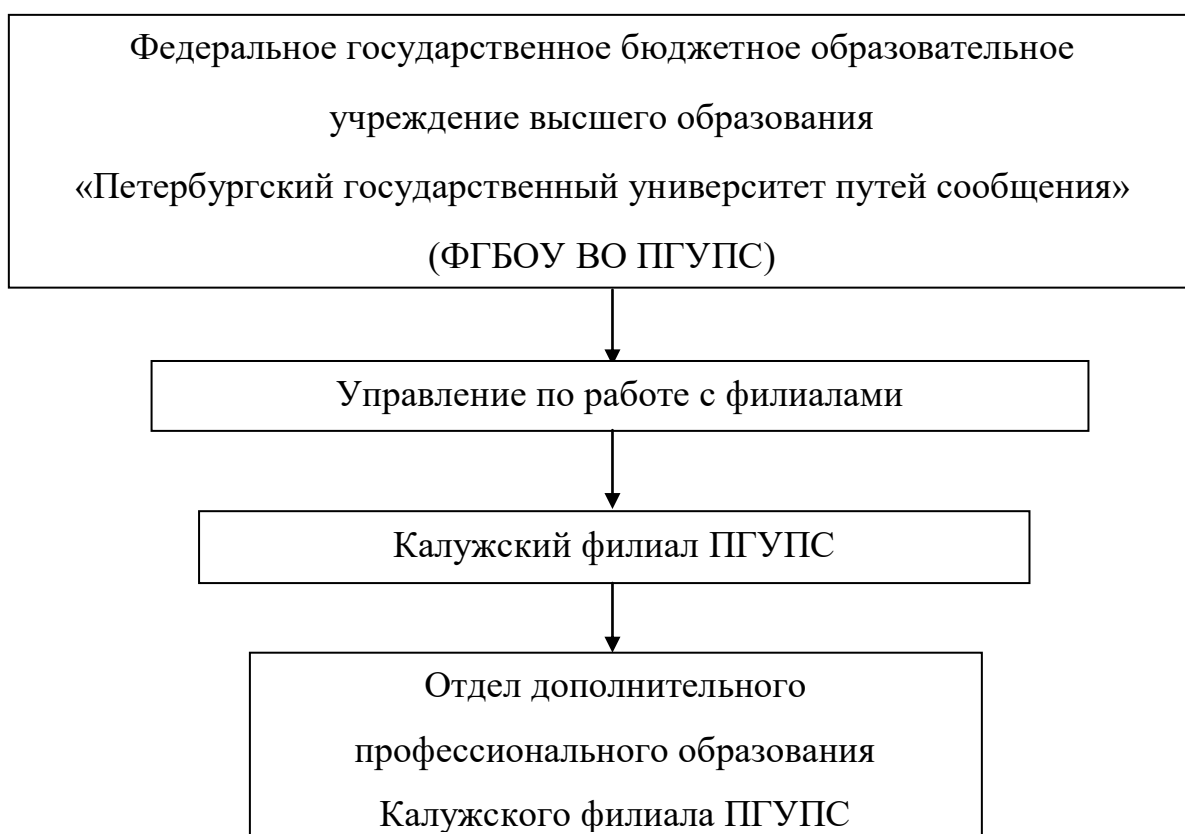 Федеральное государственное бюджетное образовательное
учреждение высшего образования
«Петербургский государственный университет путей сообщения»
(ФГБОУ ВО ПГУПС)
Управление по работе с филиалами
Калужский филиал ПГУПС
Отдел дополнительного
профессионального образования
Калужского филиала ПГУПС